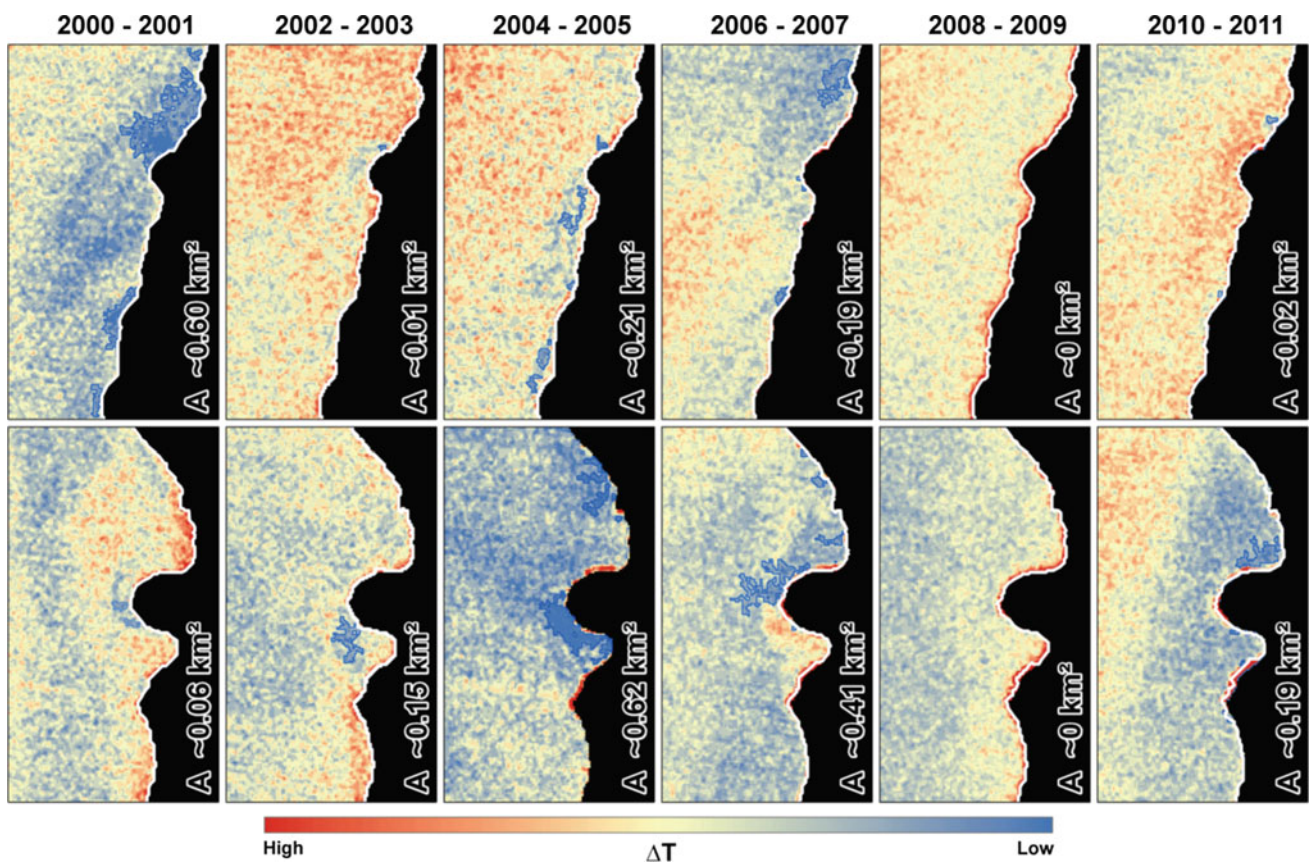 2000 - 2001
2002 - 2003
2004 - 2005
2006 - 2007
2008 - 2009
2010 - 2011
A ~0.60 km²
A ~0.01 km²
A ~0.21 km²
A ~0.19 km²
A ~0 km²
A ~0.02 km²
A ~0.06 km²
A ~0.15 km²
A ~0.62 km²
A ~0.41 km²
A ~0 km²
A ~0.19 km²
High
ΔT
Low